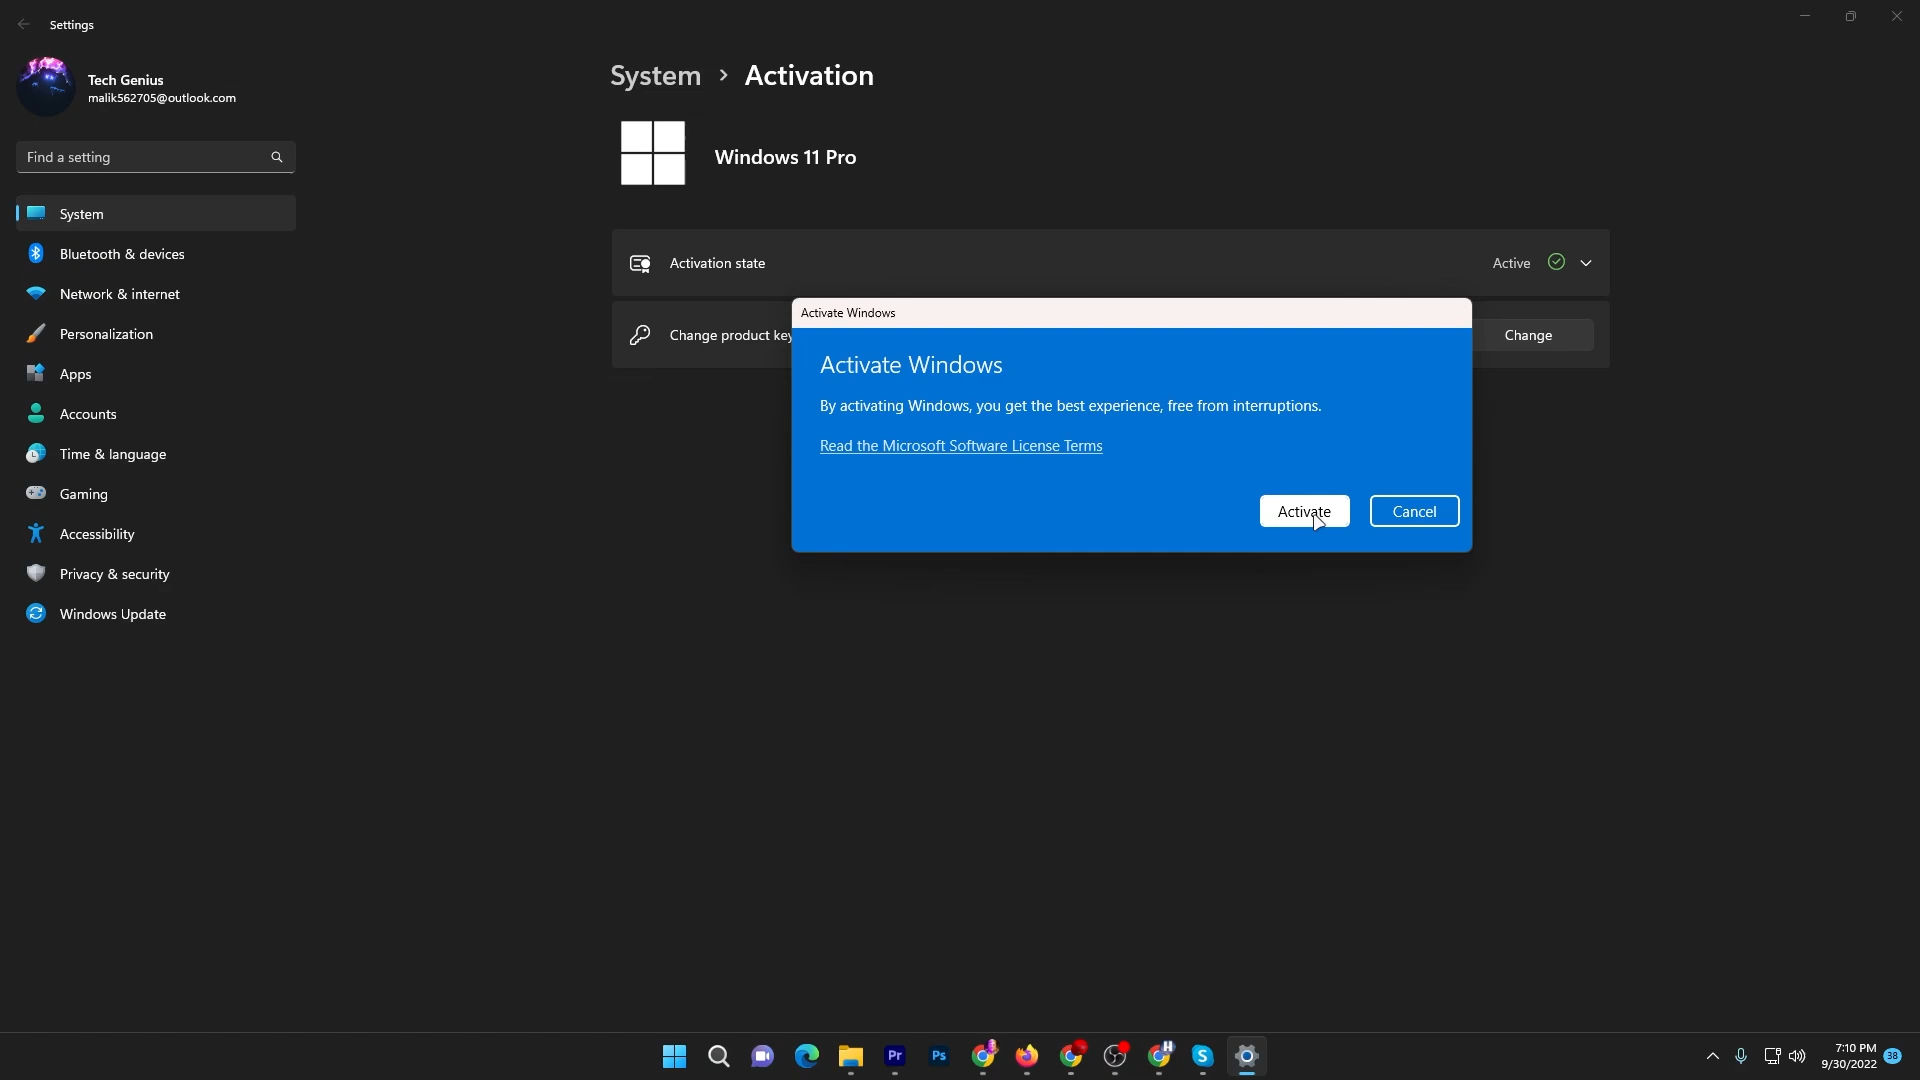 Settings
Tech Genius
malik562705@outlook.com
Find a setting
System
Bluetooth & devices
Network & internet
Personalization
Apps
Accounts
Time & language
Gaming
Accessibility
Privacy & security
Windows Update
System > Activation
Windows 11 Pro
Activation state Active
Change product key Change
Activate Windows
Activate Windows
By activating Windows, you get the best experience, free from interruptions.
Read the Microsoft Software License Terms
Activate Cancel
Pr Ps H S
7:10 PM
9/30/2022 38